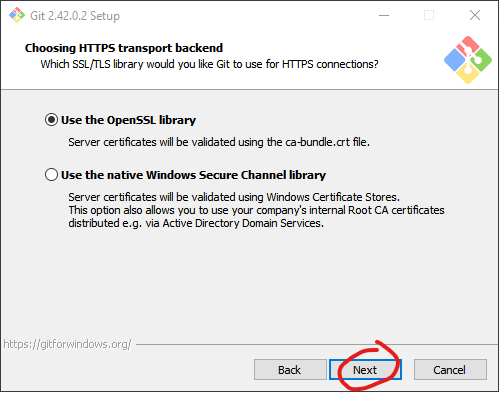 Git 2.42.0.2 Setup
Choosing HTTPS transport backend
Which SSL/TLS library would you like Git to use for HTTPS connections?
Use the OpenSSL library
Server certificates will be validated using the ca-bundle.crt file.
Use the native Windows Secure Channel library
Server certificates will be validated using Windows Certificate Stores.
This option also allows you to use your company's internal Root CA certificates
distributed e.g. via Active Directory Domain Services.
https://gitforwindows.org/
Back Next Cancel